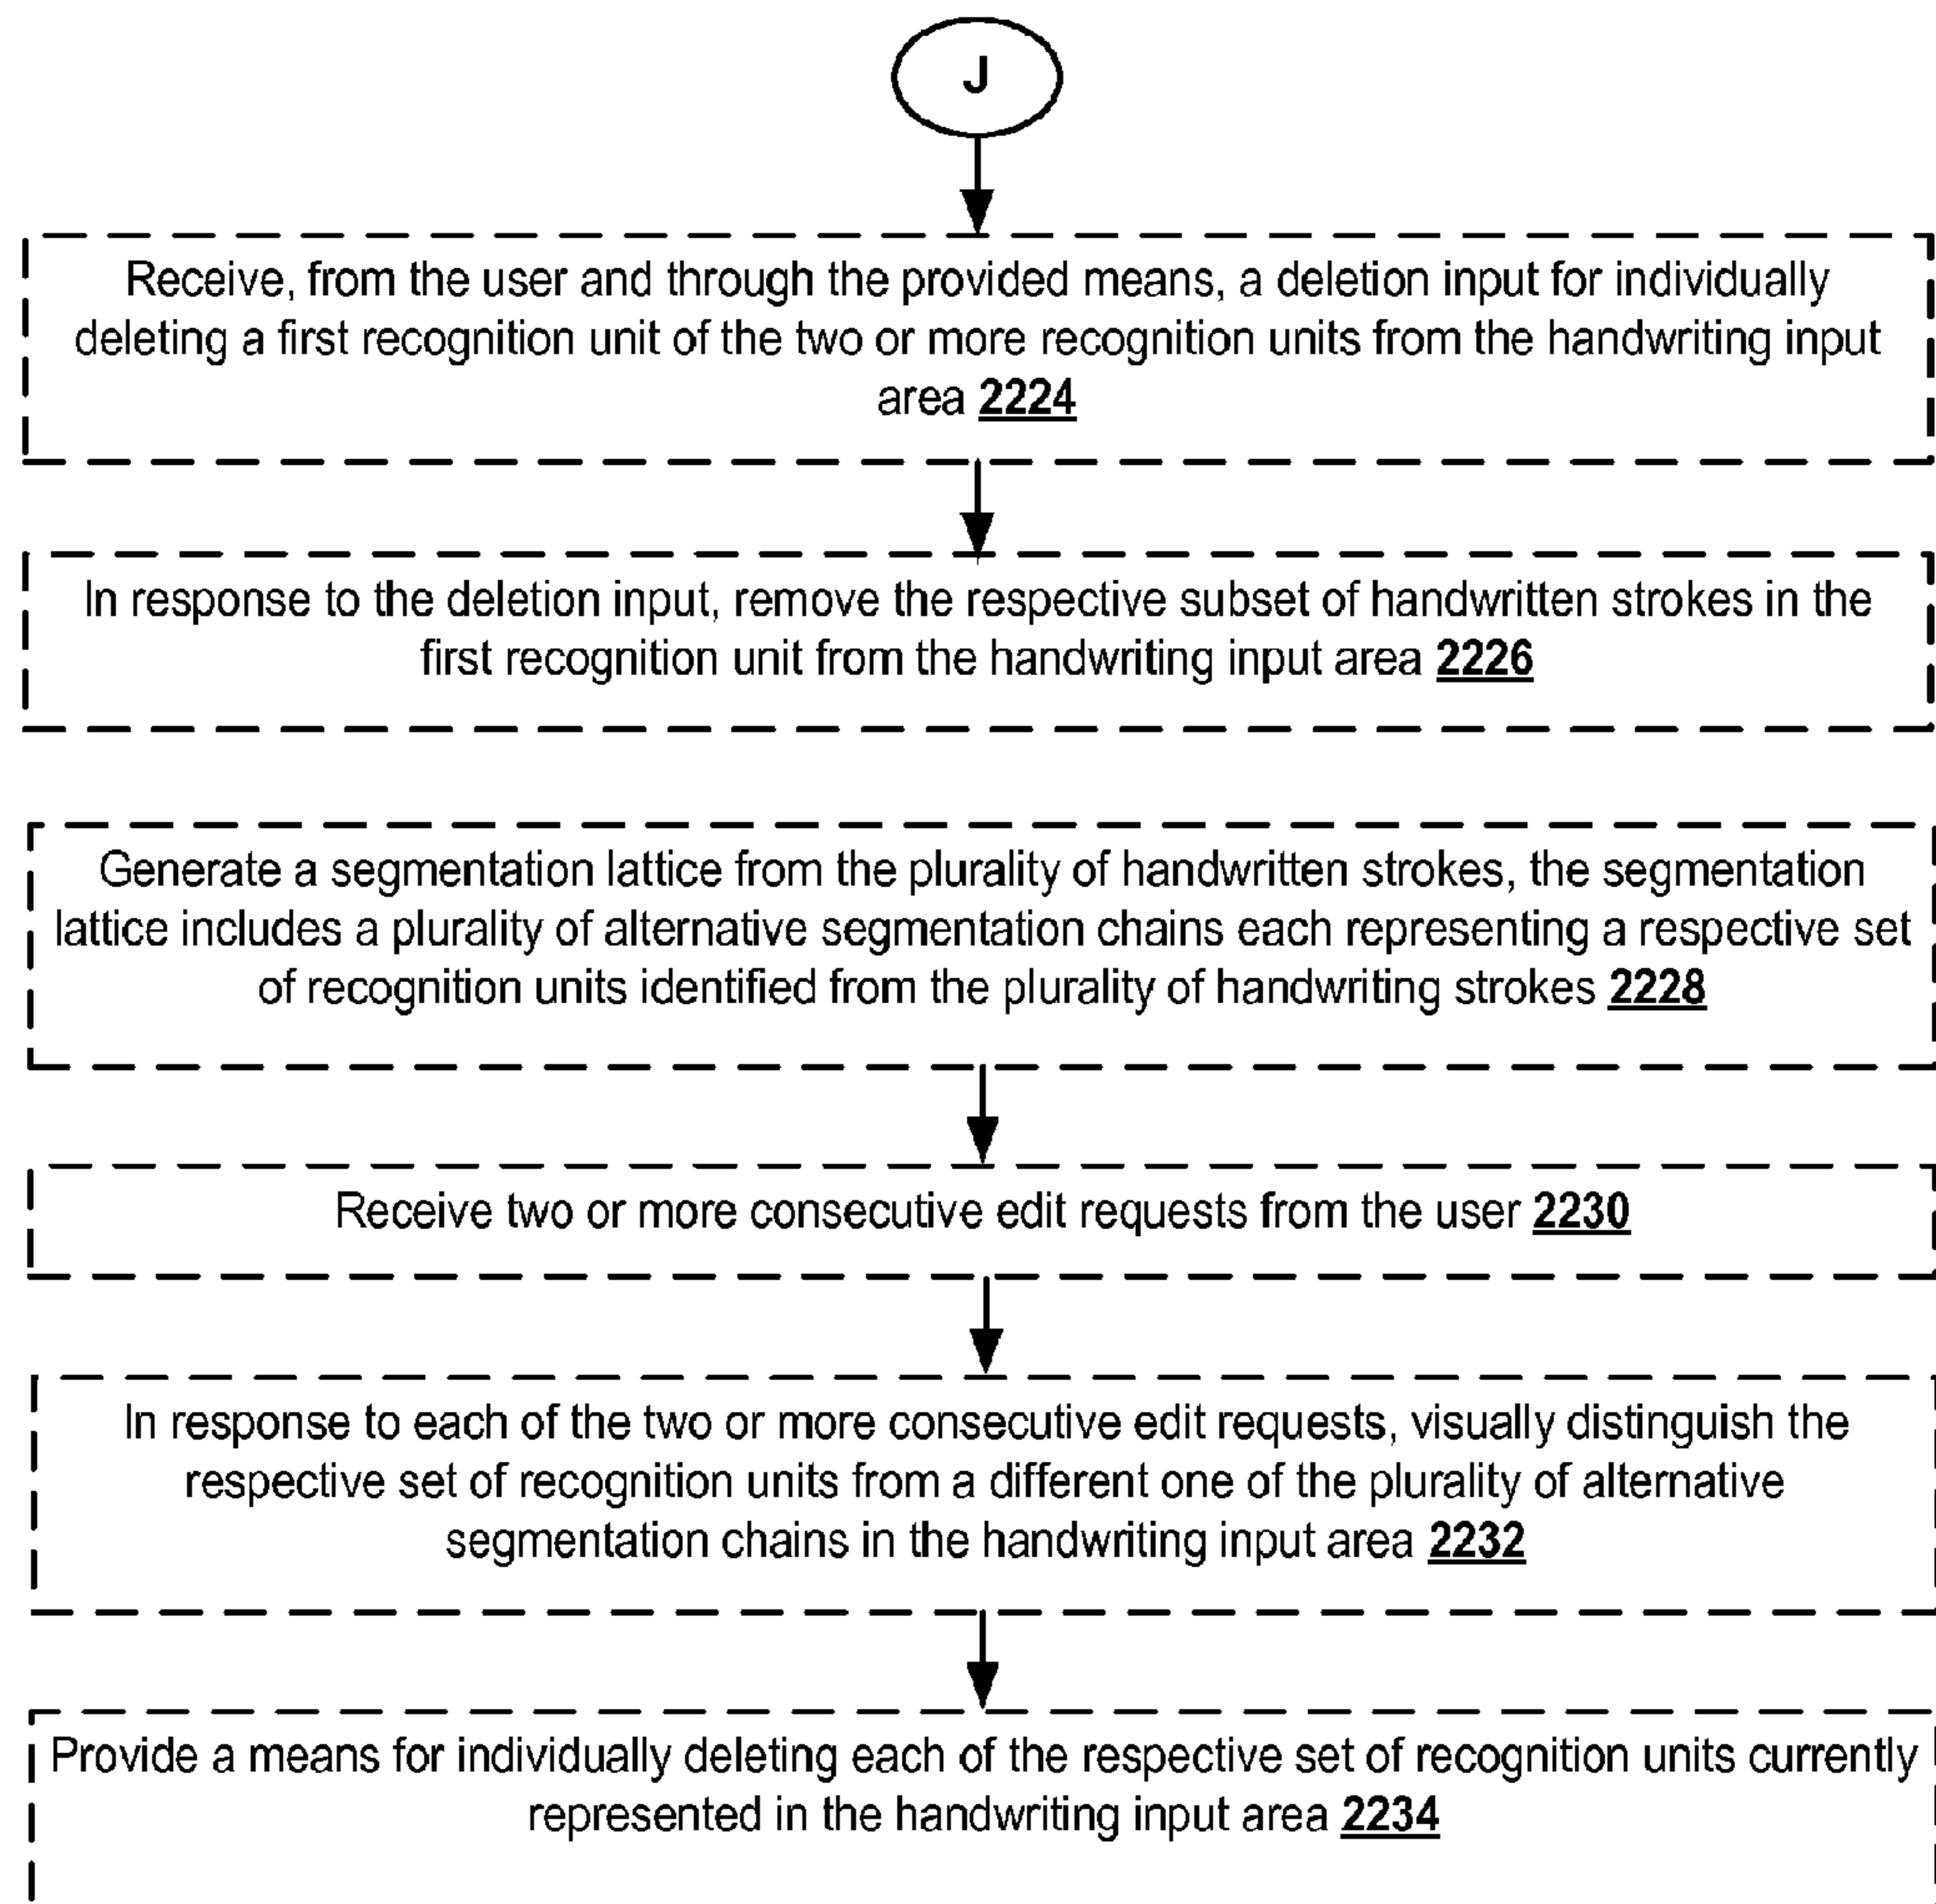 J
Receive, from the user and through the provided means, a deletion input for individually
deleting a first recognition unit of the two or more recognition units from the handwriting input
area 2224
In response to the deletion input, remove the respective subset of handwritten strokes in the
first recognition unit from the handwriting input area 2226
Generate a segmentation lattice from the plurality of handwritten strokes, the segmentation
lattice includes a plurality of alternative segmentation chains each representing a respective set
of recognition units identified from the plurality of handwriting strokes 2228
Receive two or more consecutive edit requests from the user 2230
In response to each of the two or more consecutive edit requests, visually distinguish the
respective set of recognition units from a different one of the plurality of alternative
segmentation chains in the handwriting input area 2232
Provide a means for individually deleting each of the respective set of recognition units currently
represented in the handwriting input area 2234